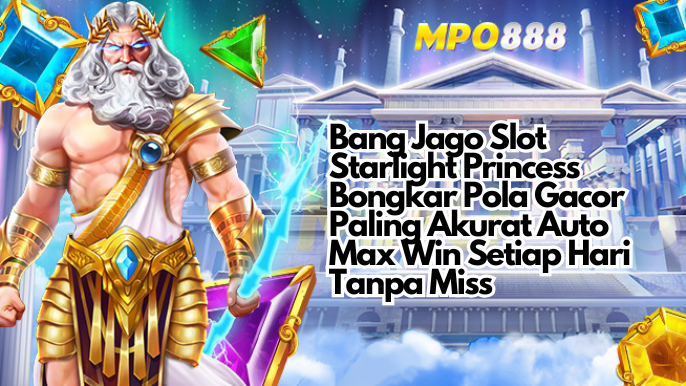 MPO888
Bang Jago Slot
Starlight Princess
Bongkar Pola Gacor
Paling Akurat Auto
Max Win Setiap Hari
Tanpa Miss